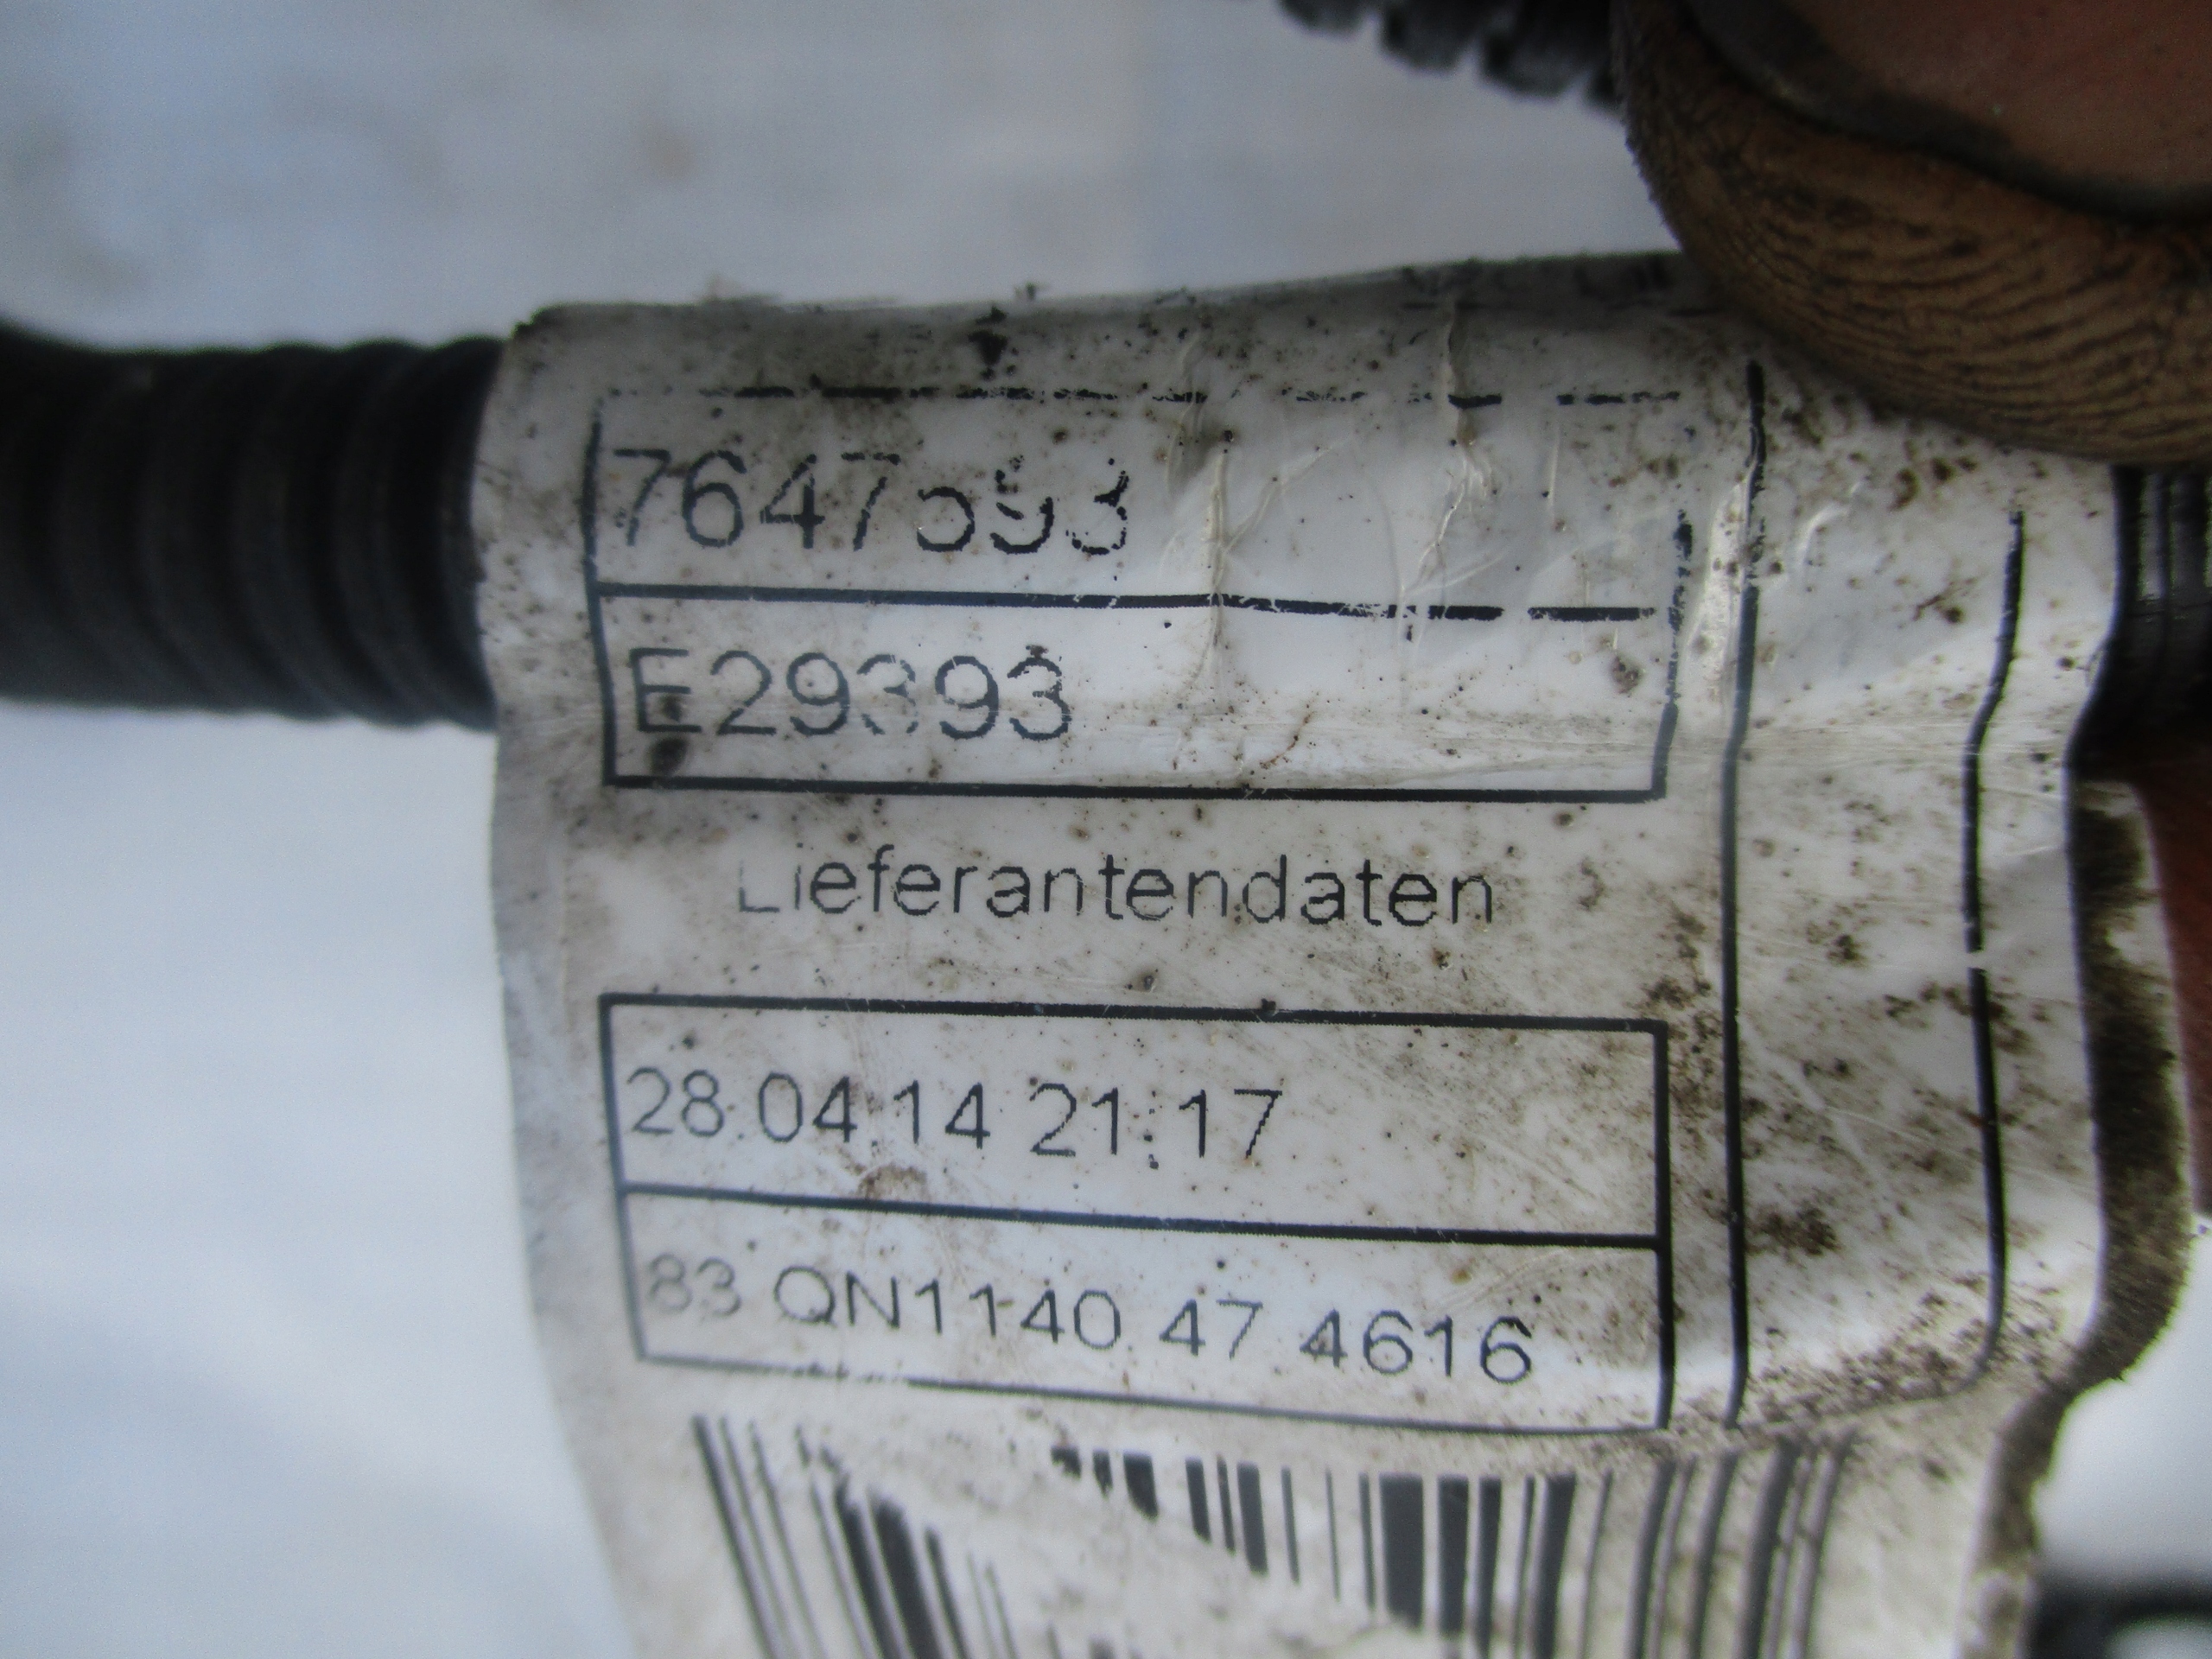 7647593
E29393
Lieferantendaten
28.04.14 21:17
83 QN1140 47 4616